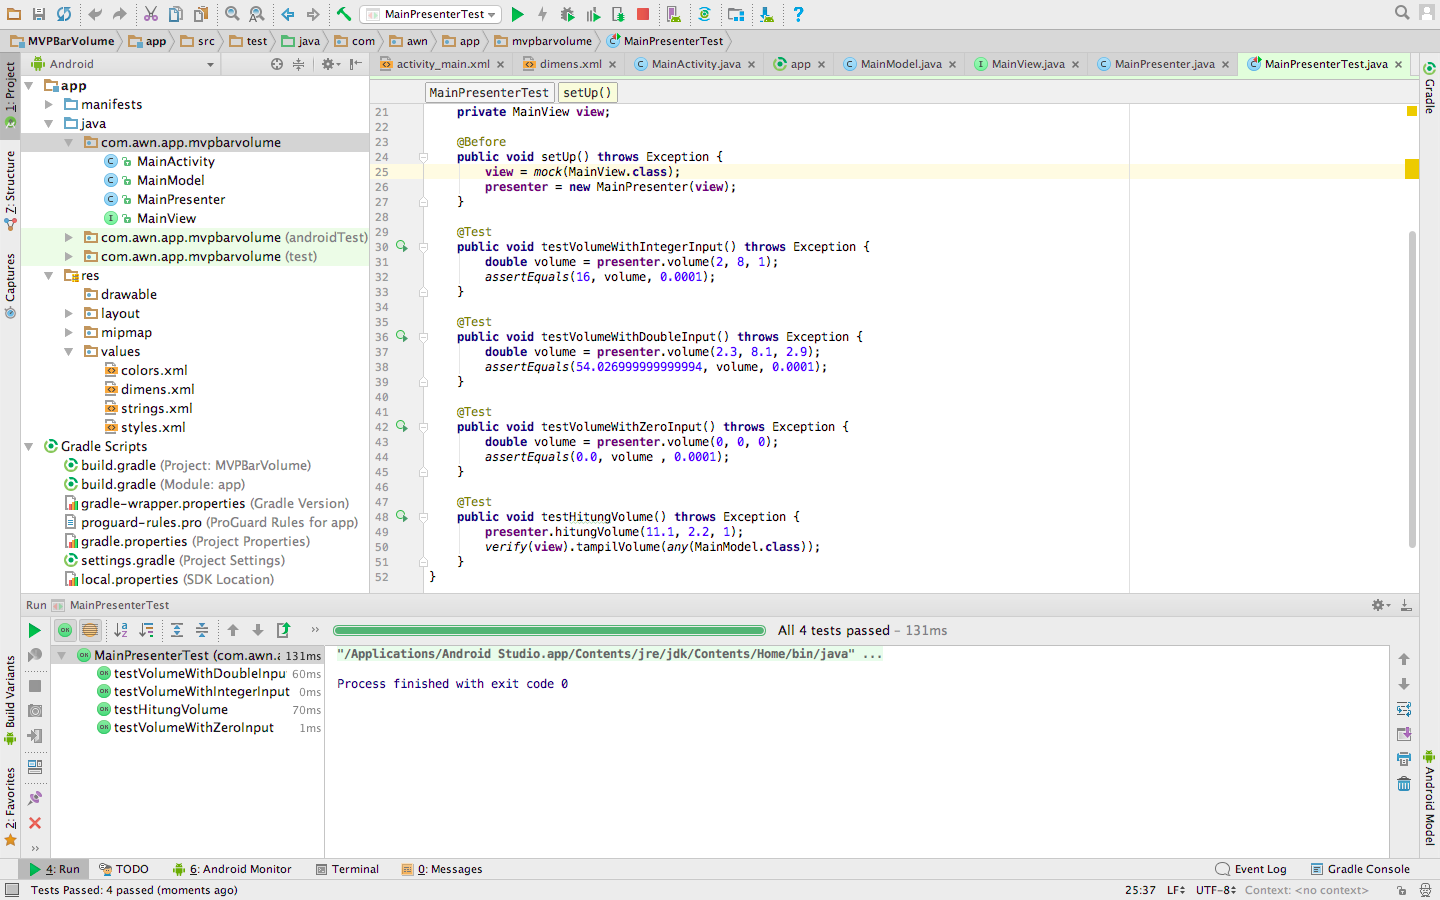 MainPresenterTest
MVPBarVolume app src test java com awn app mvpbarvolume MainPresenterTest
1: Project
Z: Structure
Captures
Build Variants
2: Favorites
Android
app
manifests
java
com.awn.app.mvpbarvolume
MainActivity
MainModel
MainPresenter
MainView
com.awn.app.mvpbarvolume (androidTest)
com.awn.app.mvpbarvolume (test)
res
drawable
layout
mipmap
values
colors.xml
dimens.xml
strings.xml
styles.xml
Gradle Scripts
build.gradle (Project: MVPBarVolume)
build.gradle (Module: app)
gradle-wrapper.properties (Gradle Version)
proguard-rules.pro (ProGuard Rules for app)
gradle.properties (Project Properties)
settings.gradle (Project Settings)
local.properties (SDK Location)
activity_main.xml dimens.xml MainActivity.java app MainModel.java MainView.java MainPresenter.java MainPresenterTest.java
MainPresenterTest setUp()
21 private MainView view;
22
23 @Before
24 public void setUp() throws Exception {
25 view = mock(MainView.class);
26 presenter = new MainPresenter(view);
27 }
28
29 @Test
30 public void testVolumeWithIntegerInput() throws Exception {
31 double volume = presenter.volume(2, 8, 1);
32 assertEquals(16, volume, 0.0001);
33 }
34
35 @Test
36 public void testVolumeWithDoubleInput() throws Exception {
37 double volume = presenter.volume(2.3, 8.1, 2.9);
38 assertEquals(54.026999999999994, volume, 0.0001);
39 }
40
41 @Test
42 public void testVolumeWithZeroInput() throws Exception {
43 double volume = presenter.volume(0, 0, 0);
44 assertEquals(0.0, volume , 0.0001);
45 }
46
47 @Test
48 public void testHitungVolume() throws Exception {
49 presenter.hitungVolume(11.1, 2.2, 1);
50 verify(view).tampilVolume(any(MainModel.class));
51 }
52 }
Gradle
Android Model
Run MainPresenterTest
All 4 tests passed – 131ms
MainPresenterTest (com.awn.a 131ms
testVolumeWithDoubleInpu 60ms
testVolumeWithIntegerInput 0ms
testHitungVolume 70ms
testVolumeWithZeroInput 1ms
"/Applications/Android Studio.app/Contents/jre/jdk/Contents/Home/bin/java" ...
Process finished with exit code 0
4: Run TODO 6: Android Monitor Terminal 0: Messages Event Log Gradle Console
Tests Passed: 4 passed (moments ago) 25:37 LF UTF-8 Context: <no context>